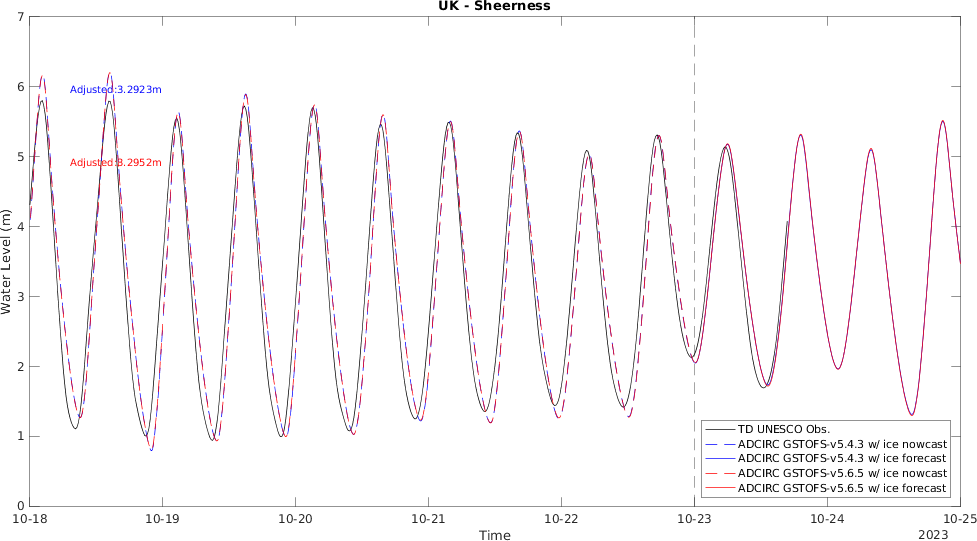 UK - Sheerness
7
6
5
4
3
2
1
0
Water Level (m)
Adjusted:3.2923m
Adjusted:3.2952m
TD UNESCO Obs.
ADCIRC GSTOFS-v5.4.3 w/ ice nowcast
ADCIRC GSTOFS-v5.4.3 w/ ice forecast
ADCIRC GSTOFS-v5.6.5 w/ ice nowcast
ADCIRC GSTOFS-v5.6.5 w/ ice forecast
10-18 10-19 10-20 10-21 10-22 10-23 10-24 10-25
Time
2023